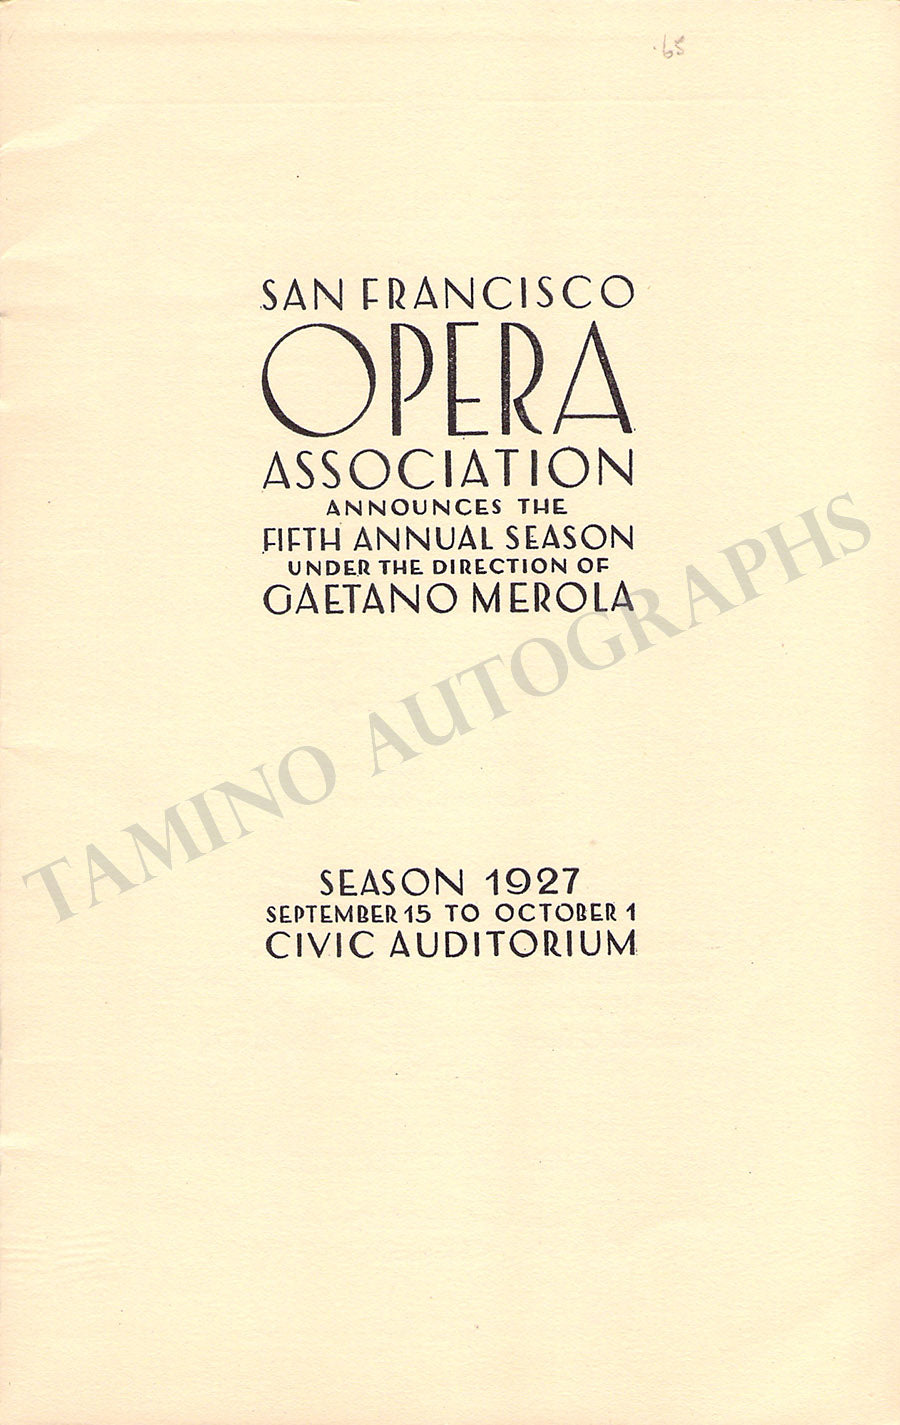 .65
SAN FRANCISCO
OPERA
ASSOCIATION
ANNOUNCES THE
FIFTH ANNUAL SEASON
UNDER THE DIRECTION OF
GAETANO MEROLA
TAMINO AUTOGRAPHS
SEASON 1927
SEPTEMBER 15 TO OCTOBER 1
CIVIC AUDITORIUM